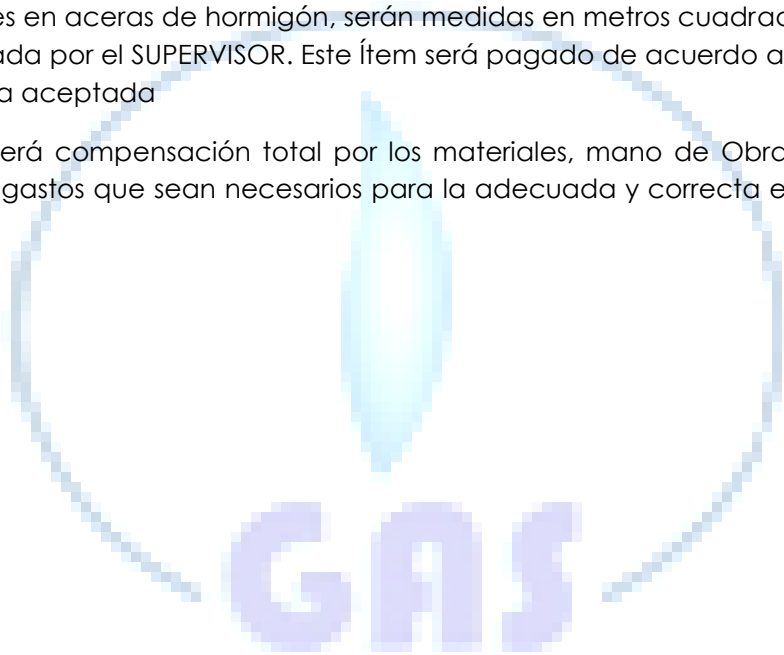 es en aceras de hormigón, serán medidas en metros cuadrad
ada por el SUPERVISOR. Este Ítem será pagado de acuerdo a
a aceptada
erá compensación total por los materiales, mano de Obra
gastos que sean necesarios para la adecuada y correcta e
GAS